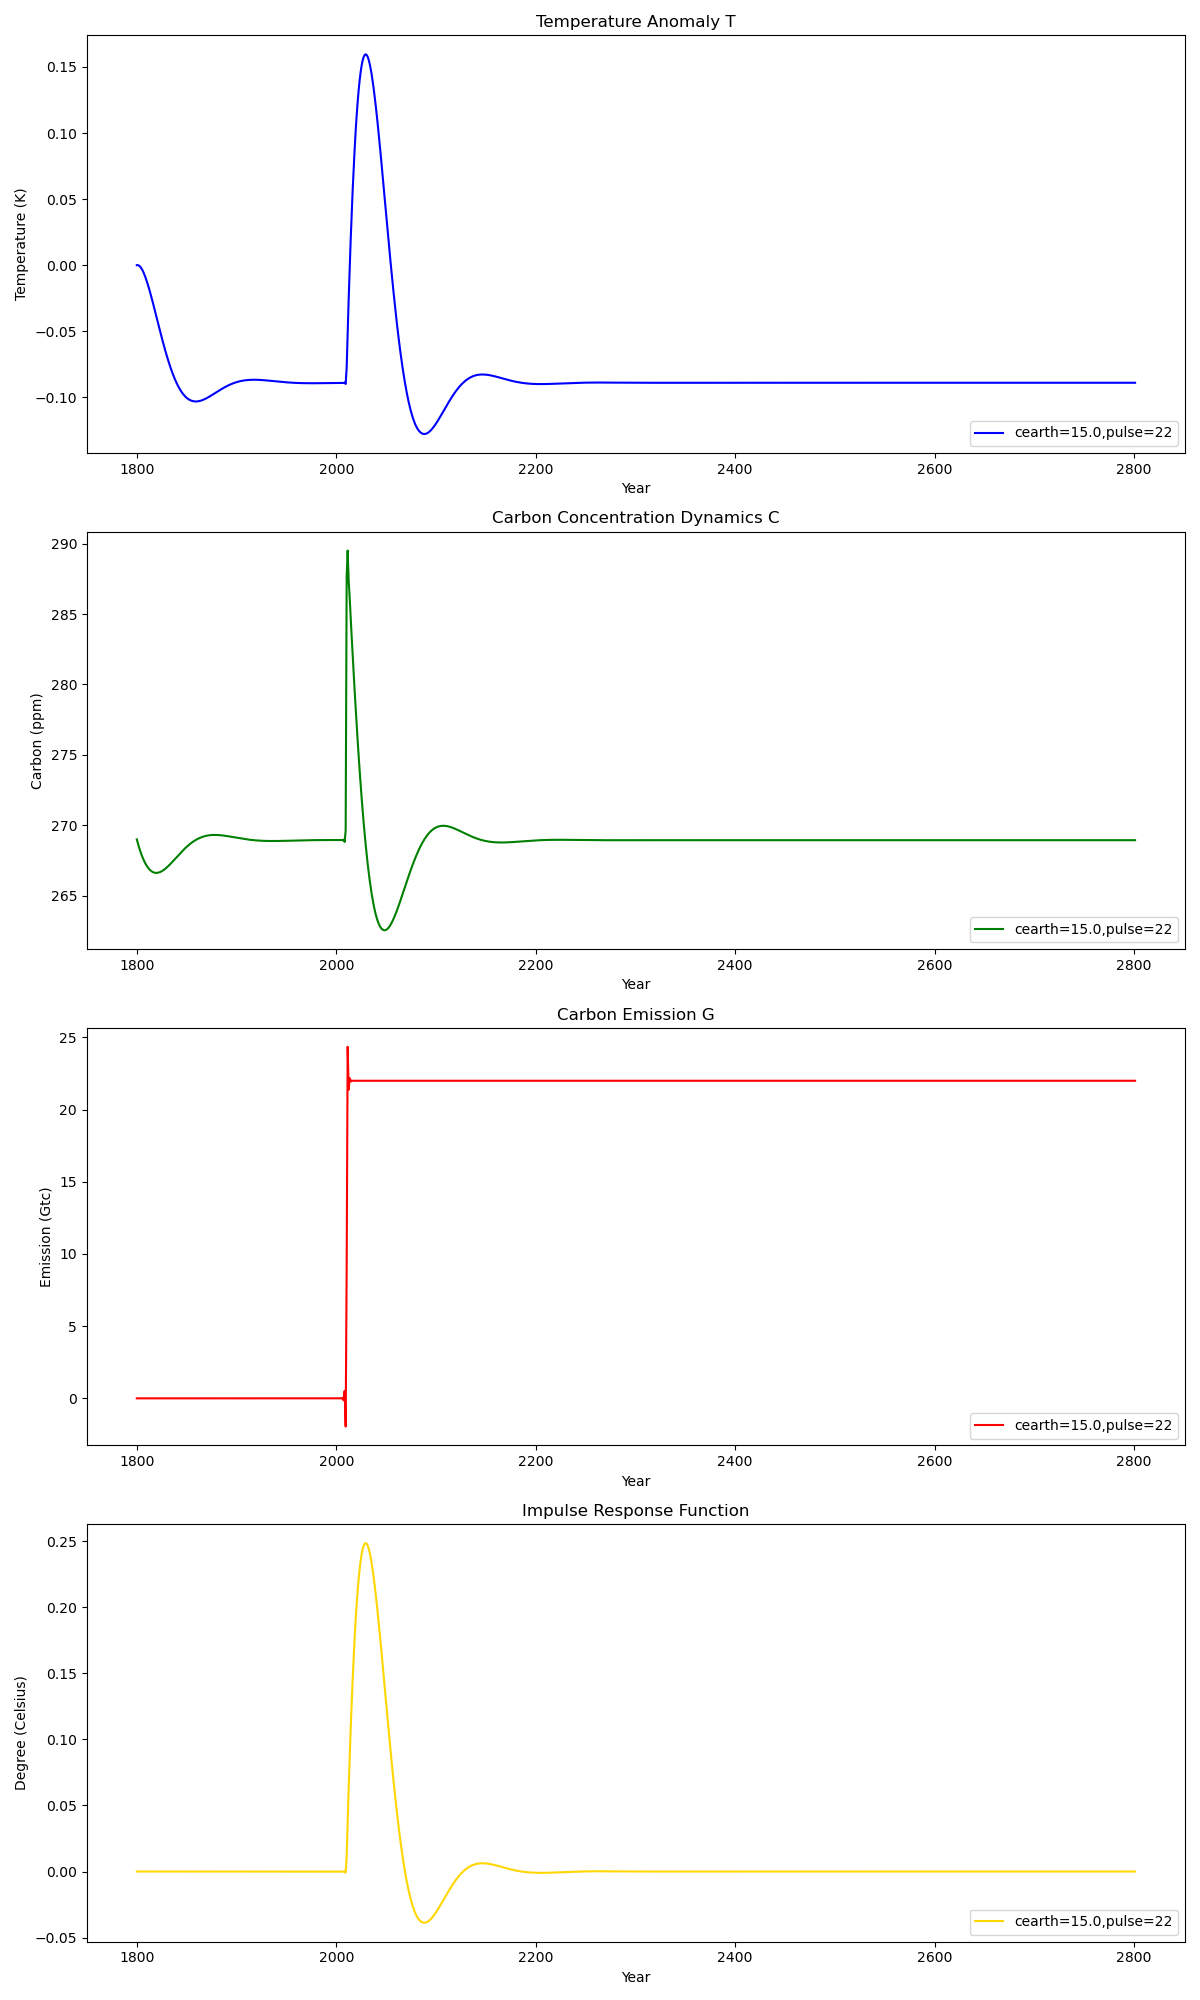 Temperature Anomaly T
0.15
0.10
0.05
0.00
−0.05
−0.10
Temperature (K)
cearth=15.0,pulse=22
1800 2000 2200 2400 2600 2800
Year
Carbon Concentration Dynamics C
290
285
280
275
270
265
Carbon (ppm)
cearth=15.0,pulse=22
1800 2000 2200 2400 2600 2800
Year
Carbon Emission G
25
20
15
10
5
0
Emission (Gtc)
cearth=15.0,pulse=22
1800 2000 2200 2400 2600 2800
Year
Impulse Response Function
0.25
0.20
0.15
0.10
0.05
0.00
−0.05
Degree (Celsius)
cearth=15.0,pulse=22
1800 2000 2200 2400 2600 2800
Year